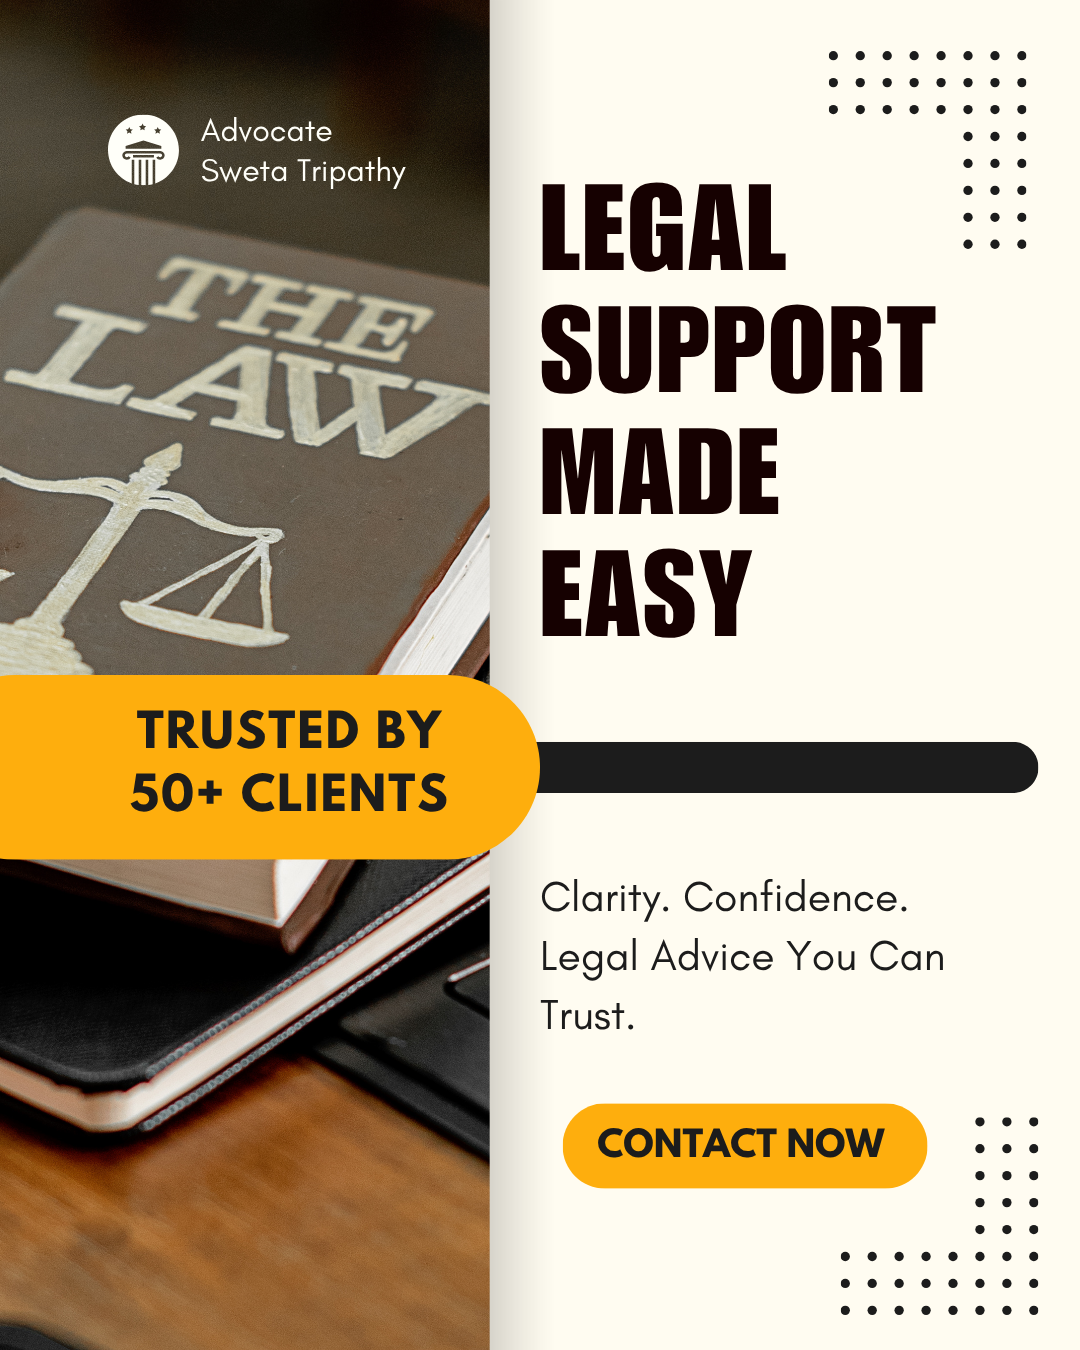 Advocate
Sweta Tripathy
THE
LAW
LEGAL
SUPPORT
MADE
EASY
TRUSTED BY
50+ CLIENTS
Clarity. Confidence.
Legal Advice You Can
Trust.
CONTACT NOW